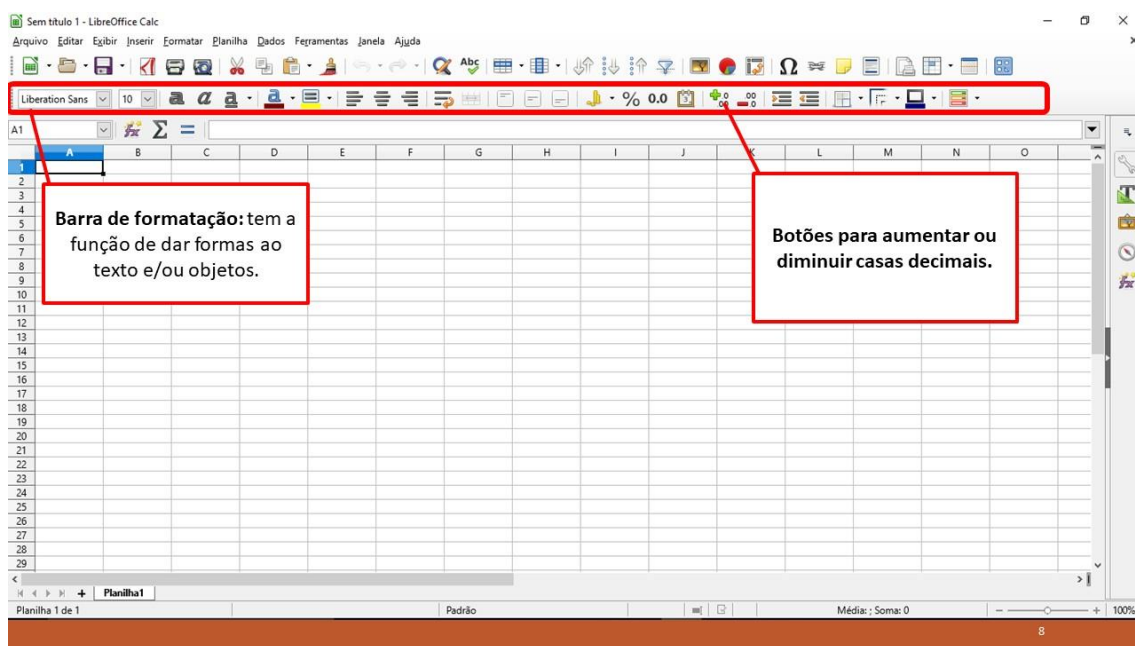 Sem título 1 - LibreOffice Calc
Arquivo Editar Exibir Inserir Formatar Planilha Dados Ferramentas Janela Ajuda
Abç Ω
Liberation Sans 10 a a a a % 0.0
A1 fx Σ =
A B C D E F G H I J K L M N O
1
2
3
4
5
6
7
8
9
10
11
12
13
14
15
16
17
18
19
20
21
22
23
24
25
26
27
28
29
Barra de formatação: tem a
função de dar formas ao
texto e/ou objetos.
Botões para aumentar ou
diminuir casas decimais.
Planilha1
Planilha 1 de 1 Padrão Média: ; Soma: 0 100%
8